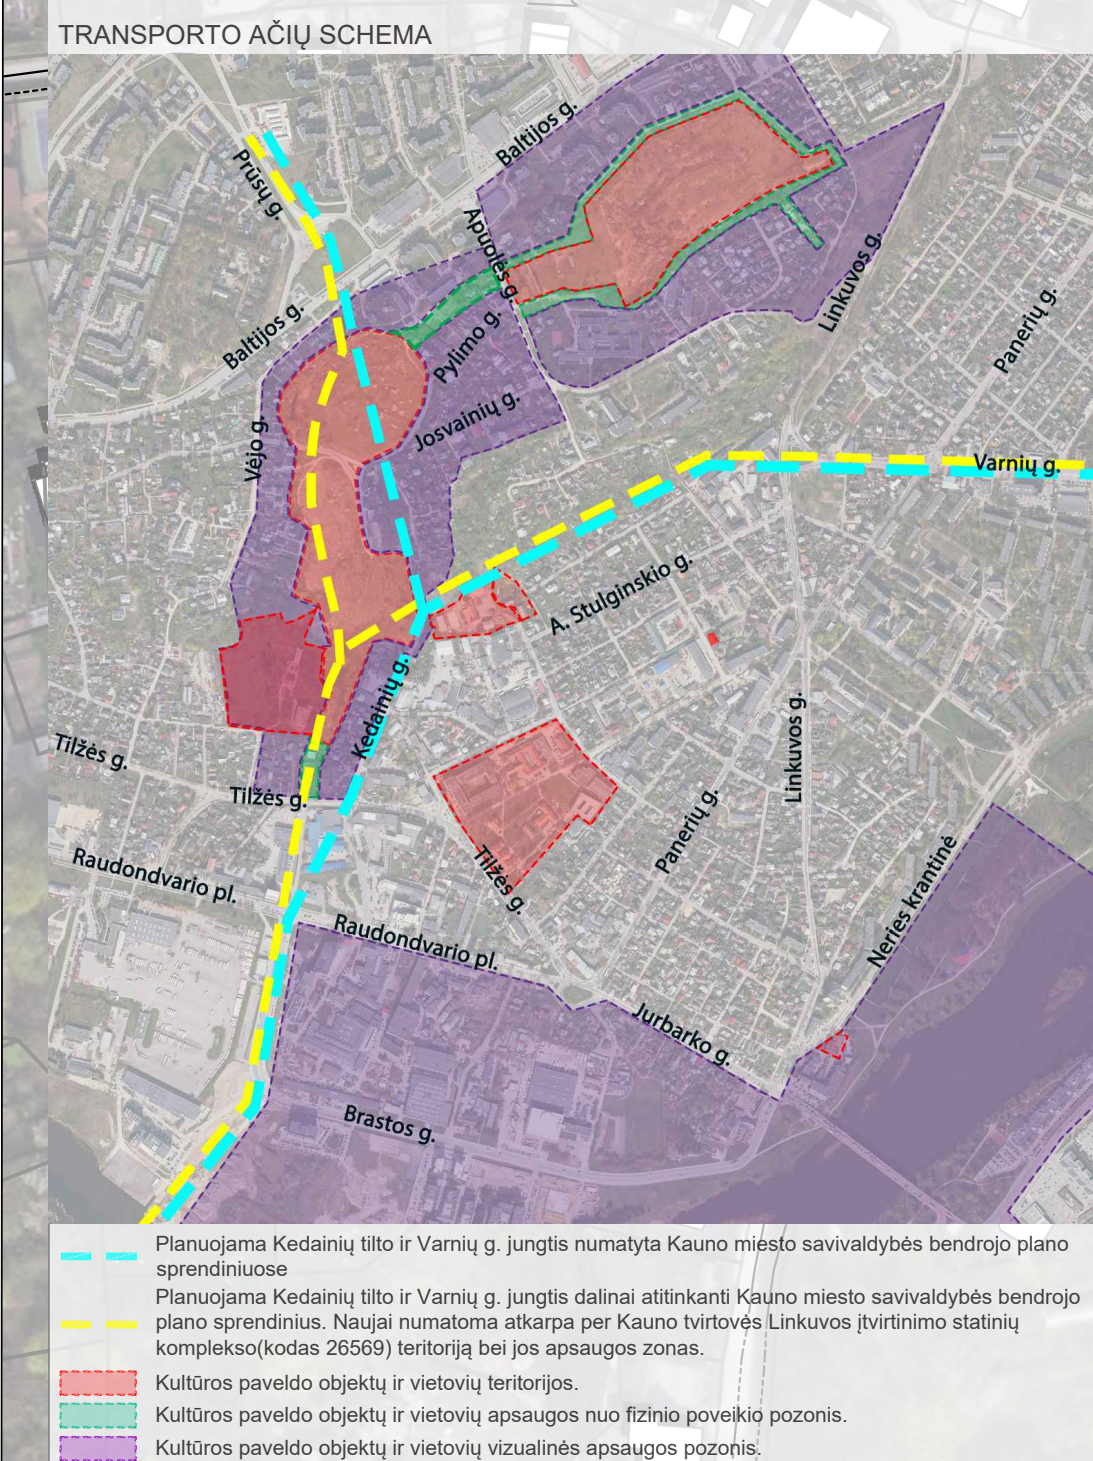 TRANSPORTO AČIŲ SCHEMA
Baltijos g.
Prūsų g.
Apuolės g.
Linkuvos g.
Panerių g.
Baltijos g.
Pylimo g.
Josvainių g.
Vėjo g.
Varnių g.
A. Stulginskio g.
Kedainių g.
Linkuvos g.
Tilžės g.
Tilžės g.
Panerių g.
Tilžės g.
Raudondvario pl.
Neries krantinė
Raudondvario pl.
Jurbarko g.
Brastos g.
Planuojama Kedainių tilto ir Varnių g. jungtis numatyta Kauno miesto savivaldybės bendrojo plano
sprendiniuose
Planuojama Kedainių tilto ir Varnių g. jungtis dalinai atitinkanti Kauno miesto savivaldybės bendrojo
plano sprendinius. Naujai numatoma atkarpa per Kauno tvirtovės Linkuvos įtvirtinimo statinių
komplekso(kodas 26569) teritoriją bei jos apsaugos zonas.
Kultūros paveldo objektų ir vietovių teritorijos.
Kultūros paveldo objektų ir vietovių apsaugos nuo fizinio poveikio pozonis.
Kultūros paveldo objektų ir vietovių vizualinės apsaugos pozonis.